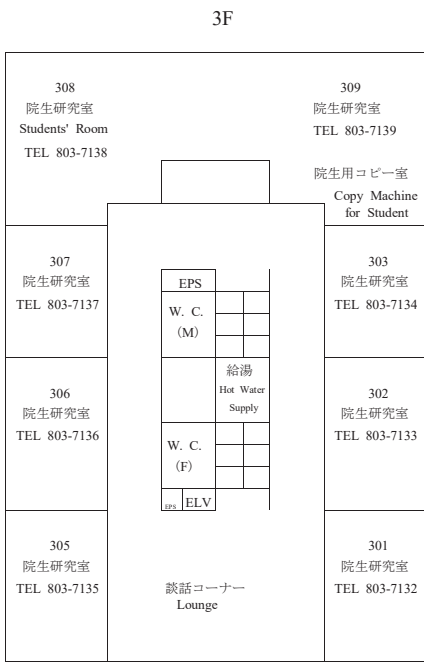 3F
308
院生研究室
Students' Room
TEL 803-7138
309
院生研究室
TEL 803-7139
院生用コピー室
Copy Machine
for Student
307
院生研究室
TEL 803-7137
EPS
W. C.
(M)
303
院生研究室
TEL 803-7134
給湯
Hot Water
Supply
306
院生研究室
TEL 803-7136
W. C.
(F)
302
院生研究室
TEL 803-7133
EPS
ELV
305
院生研究室
TEL 803-7135
談話コーナー
Lounge
301
院生研究室
TEL 803-7132